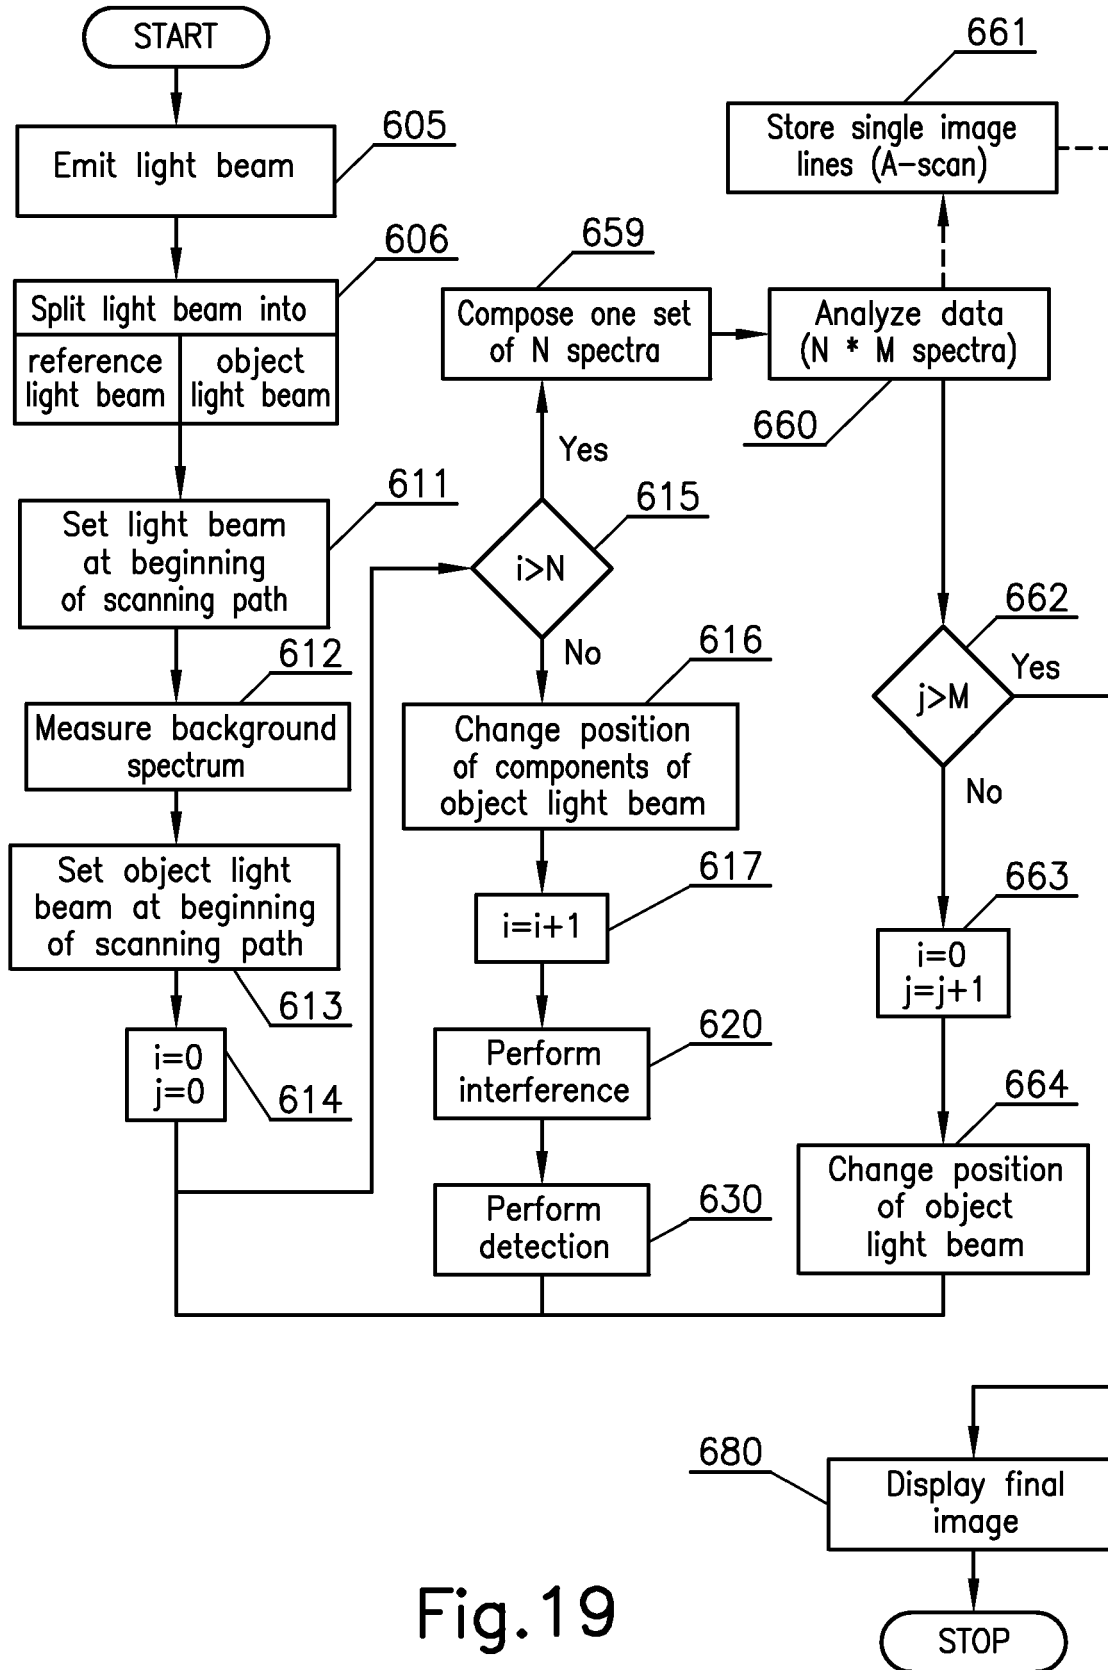 START
605
Emit light beam
606
Split light beam into
reference
light beam
object
light beam
611
Set light beam
at beginning
of scanning path
612
Measure background
spectrum
Set object light
beam at beginning
of scanning path
613
i=0
j=0
614
659
Compose one set
of N spectra
Yes
615
i>N
No
616
Change position
of components of
object light beam
617
i=i+1
620
Perform
interference
630
Perform
detection
661
Store single image
lines (A-scan)
Analyze data
(N * M spectra)
660
662
j>M
Yes
No
663
i=0
j=j+1
664
Change position
of object
light beam
680
Display final
image
STOP
Fig.19